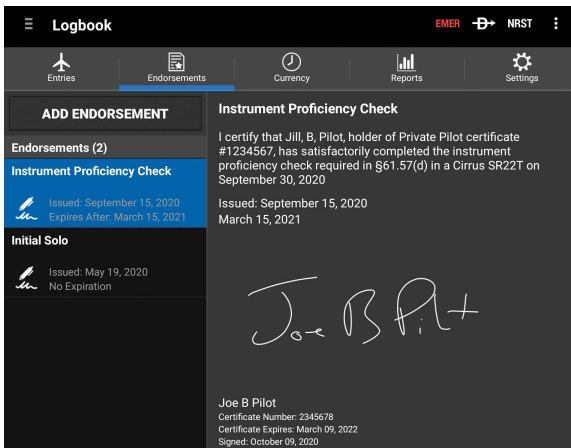 Logbook
EMER
NRST
Entries
Endorsements
Currency
Reports
Settings
ADD ENDORSEMENT
Endorsements (2)
Instrument Proficiency Check
Issued: September 15, 2020
Expires After: March 15, 2021
Initial Solo
Issued: May 19, 2020
No Expiration
Instrument Proficiency Check
I certify that Jill, B, Pilot, holder of Private Pilot certificate
#1234567, has satisfactorily completed the instrument
proficiency check required in §61.57(d) in a Cirrus SR22T on
September 30, 2020
Issued: September 15, 2020
March 15, 2021
Joe B Pilot
Joe B Pilot
Certificate Number: 2345678
Certificate Expires: March 09, 2022
Signed: October 09, 2020